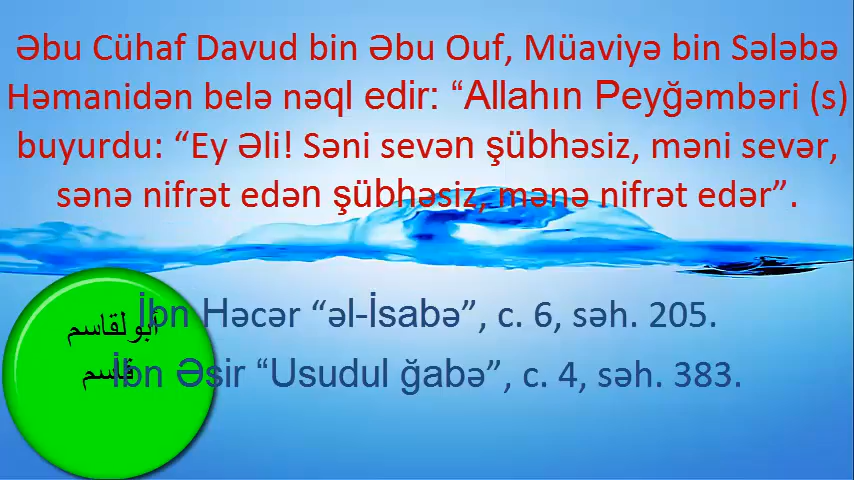 Əbu Cühaf Davud bin Əbu Ouf, Müaviyə bin Sələbə
Həmanidən belə nəql edir: “Allahın Peyğəmbəri (s)
buyurdu: “Ey Əli! Səni sevən şübhəsiz, məni sevər,
sənə nifrət edən şübhəsiz, mənə nifrət edər”.
İbn Həcər “əl-İsabə”, c. 6, səh. 205.
İbn Əsir “Usudul ğabə”, c. 4, səh. 383.
ابولقاسم
قاسم